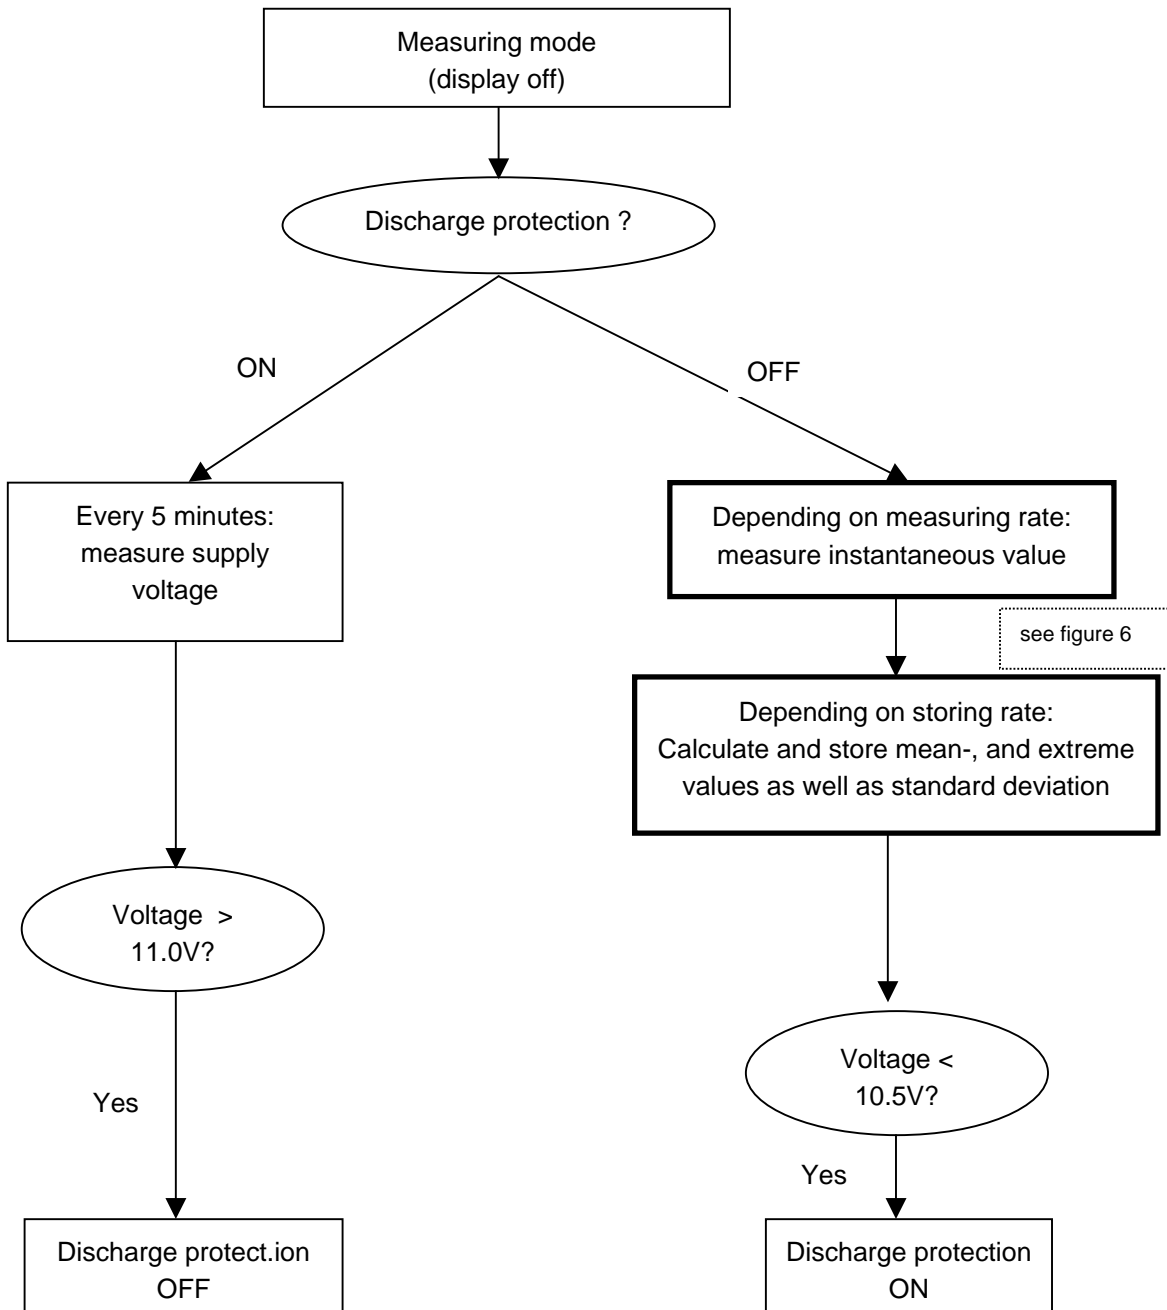 Measuring mode
(display off)
Discharge protection ?
ON
OFF
Every 5 minutes:
measure supply
voltage
Depending on measuring rate:
measure instantaneous value
see figure 6
Depending on storing rate:
Calculate and store mean-, and extreme
values as well as standard deviation
Voltage >
11.0V?
Voltage <
10.5V?
Yes
Yes
Discharge protect.ion
OFF
Discharge protection
ON